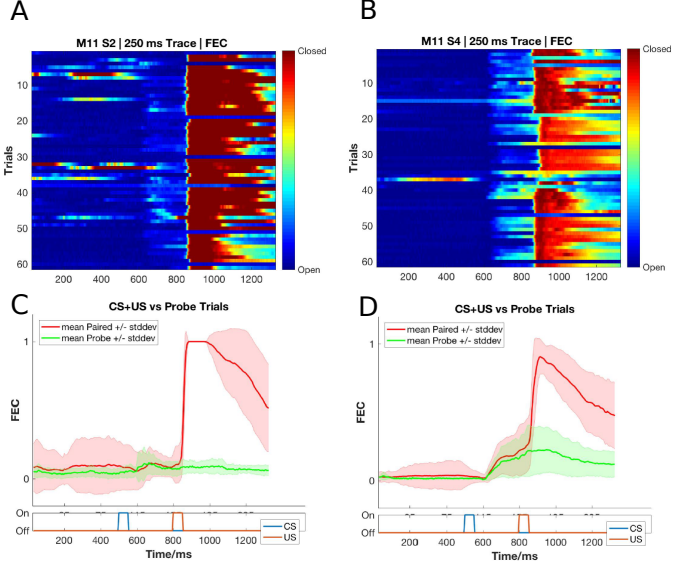 A
M11 S2 | 250 ms Trace | FEC
Trials
10
20
30
40
50
60
200 400 600 800 1000 1200
Closed
Open
B
M11 S4 | 250 ms Trace | FEC
Trials
10
20
30
40
50
60
200 400 600 800 1000 1200
Closed
Open
C
CS+US vs Probe Trials
mean Paired +/- stddev
mean Probe +/- stddev
FEC
1
0
On
Off
CS
US
0 200 400 600 800 1000 1200
Time/ms
D
CS+US vs Probe Trials
mean Paired +/- stddev
mean Probe +/- stddev
FEC
1
0
On
Off
CS
US
200 400 600 800 1000 1200
Time/ms